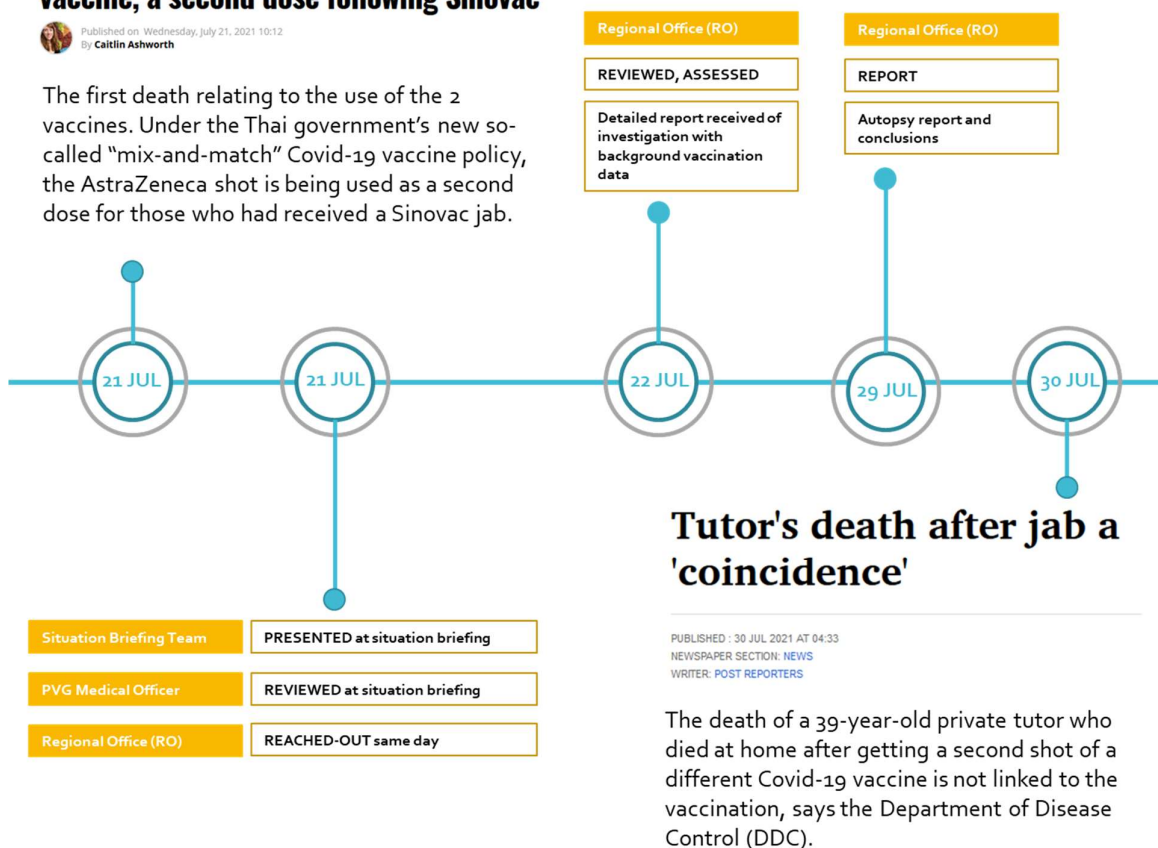 vaccine, a second dose following Sinovac
Published on Wednesday, July 21, 2021 10:12
By Caitlin Ashworth
The first death relating to the use of the 2
vaccines. Under the Thai government's new so-
called "mix-and-match" Covid-19 vaccine policy,
the AstraZeneca shot is being used as a second
dose for those who had received a Sinovac jab.
Regional Office (RO)
REVIEWED, ASSESSED
Detailed report received of
investigation with
background vaccination
data
Regional Office (RO)
REPORT
Autopsy report and
conclusions
21 JUL
21 JUL
22 JUL
29 JUL
30 JUL
Situation Briefing Team
PRESENTED at situation briefing
PVG Medical Officer
REVIEWED at situation briefing
Regional Office (RO)
REACHED-OUT same day
Tutor's death after jab a
'coincidence'
PUBLISHED : 30 JUL 2021 AT 04:33
NEWSPAPER SECTION: NEWS
WRITER: POST REPORTERS
The death of a 39-year-old private tutor who
died at home after getting a second shot of a
different Covid-19 vaccine is not linked to the
vaccination, says the Department of Disease
Control (DDC).